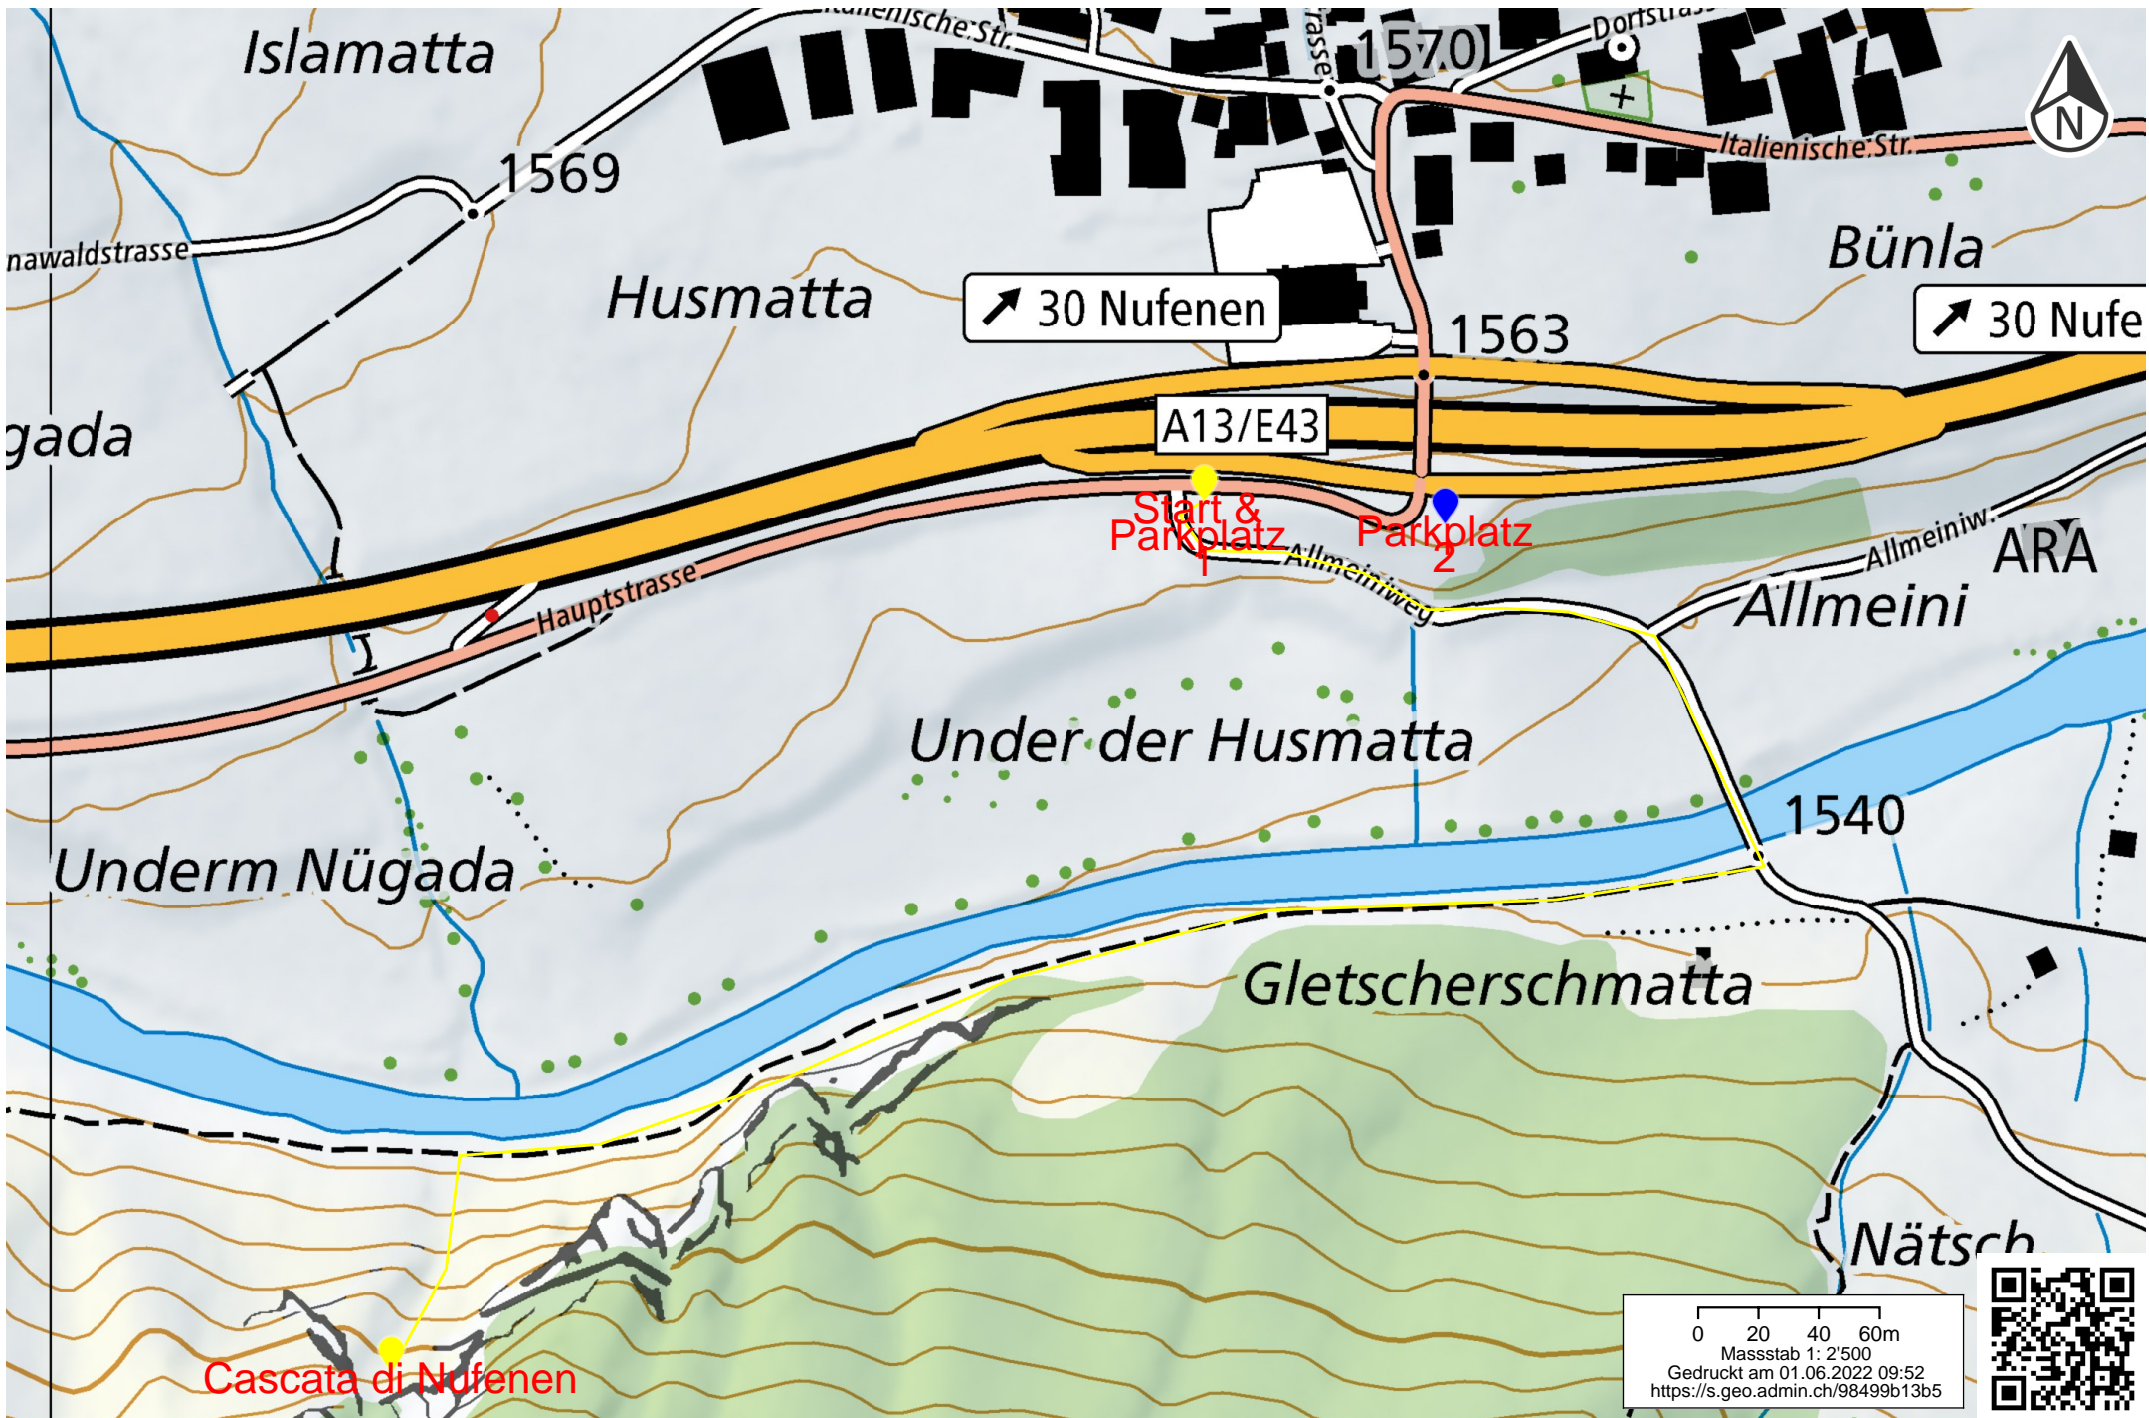 Islamatta
Italienische Str.
1570
Dorfstrass
1569
Italienische Str.
nawaldstrasse
Bünla
Husmatta
30 Nufenen
30 Nufe
1563
A13/E43
gada
Start &
Parkplatz
1
Parkplatz
2
Allmeiniweg
Allmeiniw.
ARA
Hauptstrasse
Allmeini
Under der Husmatta
1540
Underm Nügada
Gletscherschmatta
Nätsch
Cascata di Nufenen
0 20 40 60m
Massstab 1: 2'500
Gedruckt am 01.06.2022 09:52
https://s.geo.admin.ch/98499b13b5
N